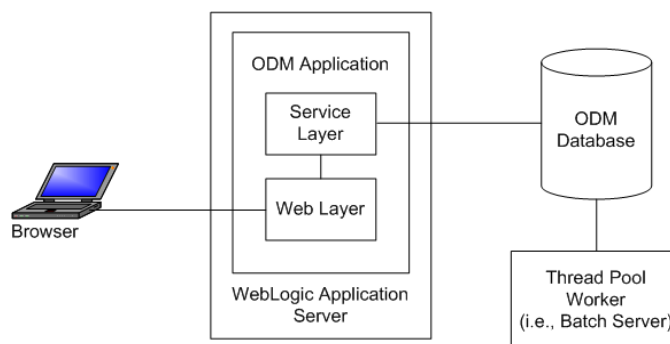 ODM Application
Service
Layer
Web Layer
WebLogic Application
Server
Browser
ODM
Database
Thread Pool
Worker
(i.e., Batch Server)